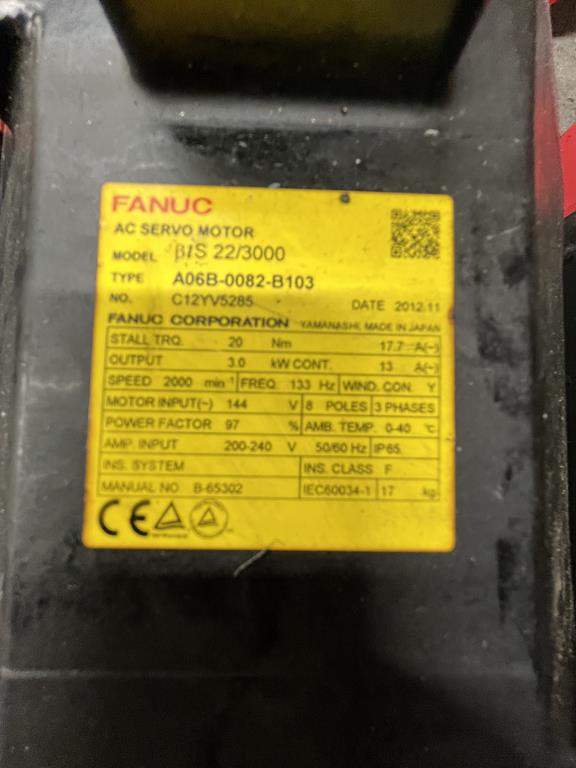 FANUC
AC SERVO MOTOR
MODEL βiS 22/3000
TYPE A06B-0082-B103
NO. C12YV5285 DATE 2012.11
FANUC CORPORATION YAMANASHI, MADE IN JAPAN
STALL TRQ. 20 Nm 17.7 A(~)
OUTPUT 3.0 kW CONT. 13 A(~)
SPEED 2000 min⁻¹ FREQ. 133 Hz WIND. CON. Y
MOTOR INPUT(~) 144 V 8 POLES 3 PHASES
POWER FACTOR 97 % AMB. TEMP. 0-40 ℃
AMP. INPUT 200-240 V 50/60 Hz IP65
INS. SYSTEM INS. CLASS F
MANUAL NO B-65302 IEC60034-1 17 kg
CE